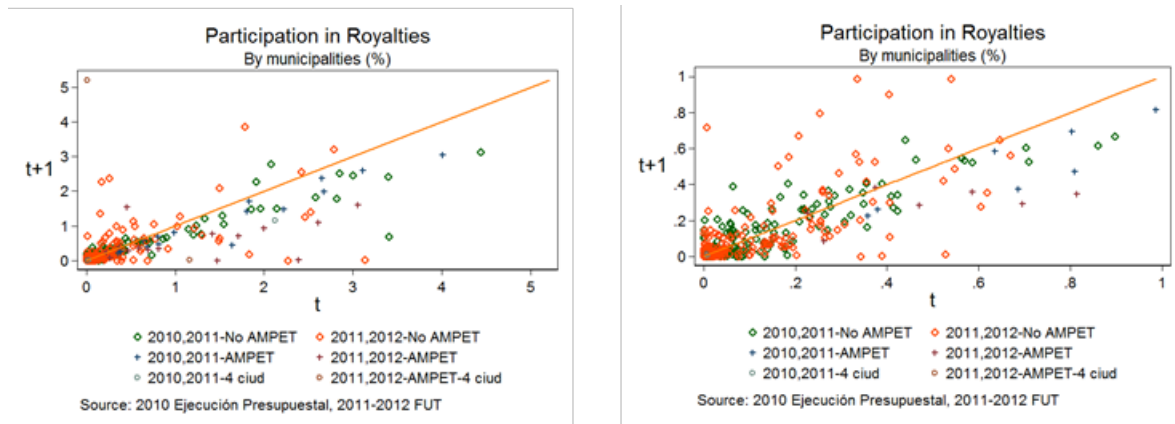 Participation in Royalties
By municipalities (%)
5
4
3
2
1
0
t+1
0 1 2 3 4 5
t
2010,2011-No AMPET 2011,2012-No AMPET
2010,2011-AMPET 2011,2012-AMPET
2010,2011-4 ciud 2011,2012-AMPET-4 ciud
Source: 2010 Ejecución Presupuestal, 2011-2012 FUT
Participation in Royalties
By municipalities (%)
1
.8
.6
.4
.2
0
t+1
0 .2 .4 .6 .8 1
t
2010,2011-No AMPET 2011,2012-No AMPET
2010,2011-AMPET 2011,2012-AMPET
2010,2011-4 ciud 2011,2012-AMPET-4 ciud
Source: 2010 Ejecución Presupuestal, 2011-2012 FUT